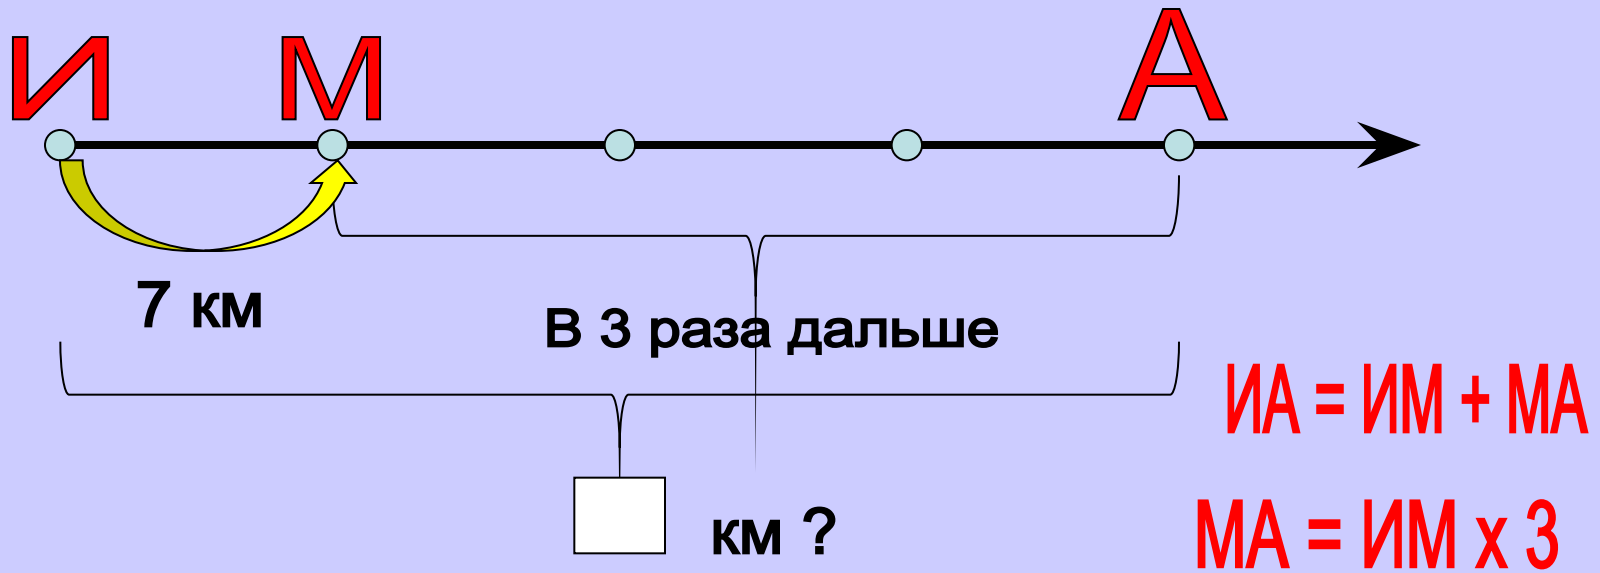 И М А
7 км
В 3 раза дальше
ИА = ИМ + МА
км ?
МА = ИМ х 3